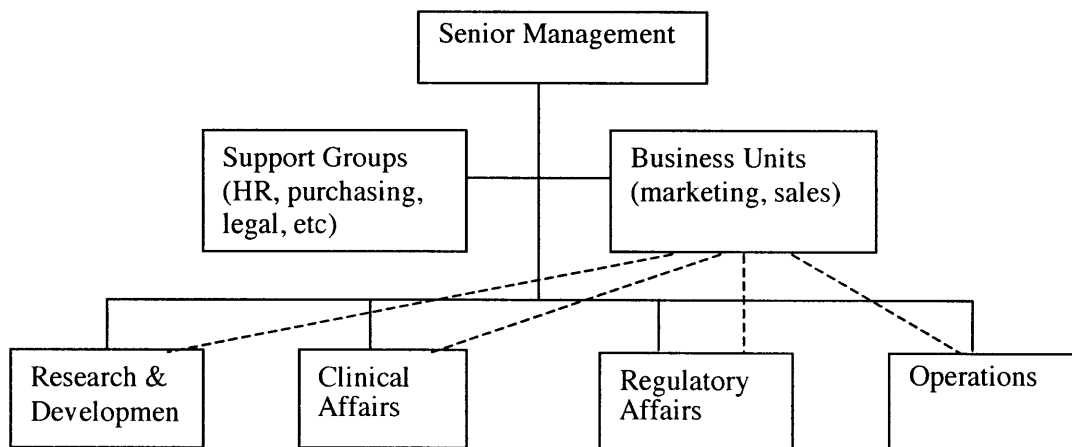 Senior Management
Support Groups
(HR, purchasing,
legal, etc)
Business Units
(marketing, sales)
Research &
Developmen
Clinical
Affairs
Regulatory
Affairs
Operations